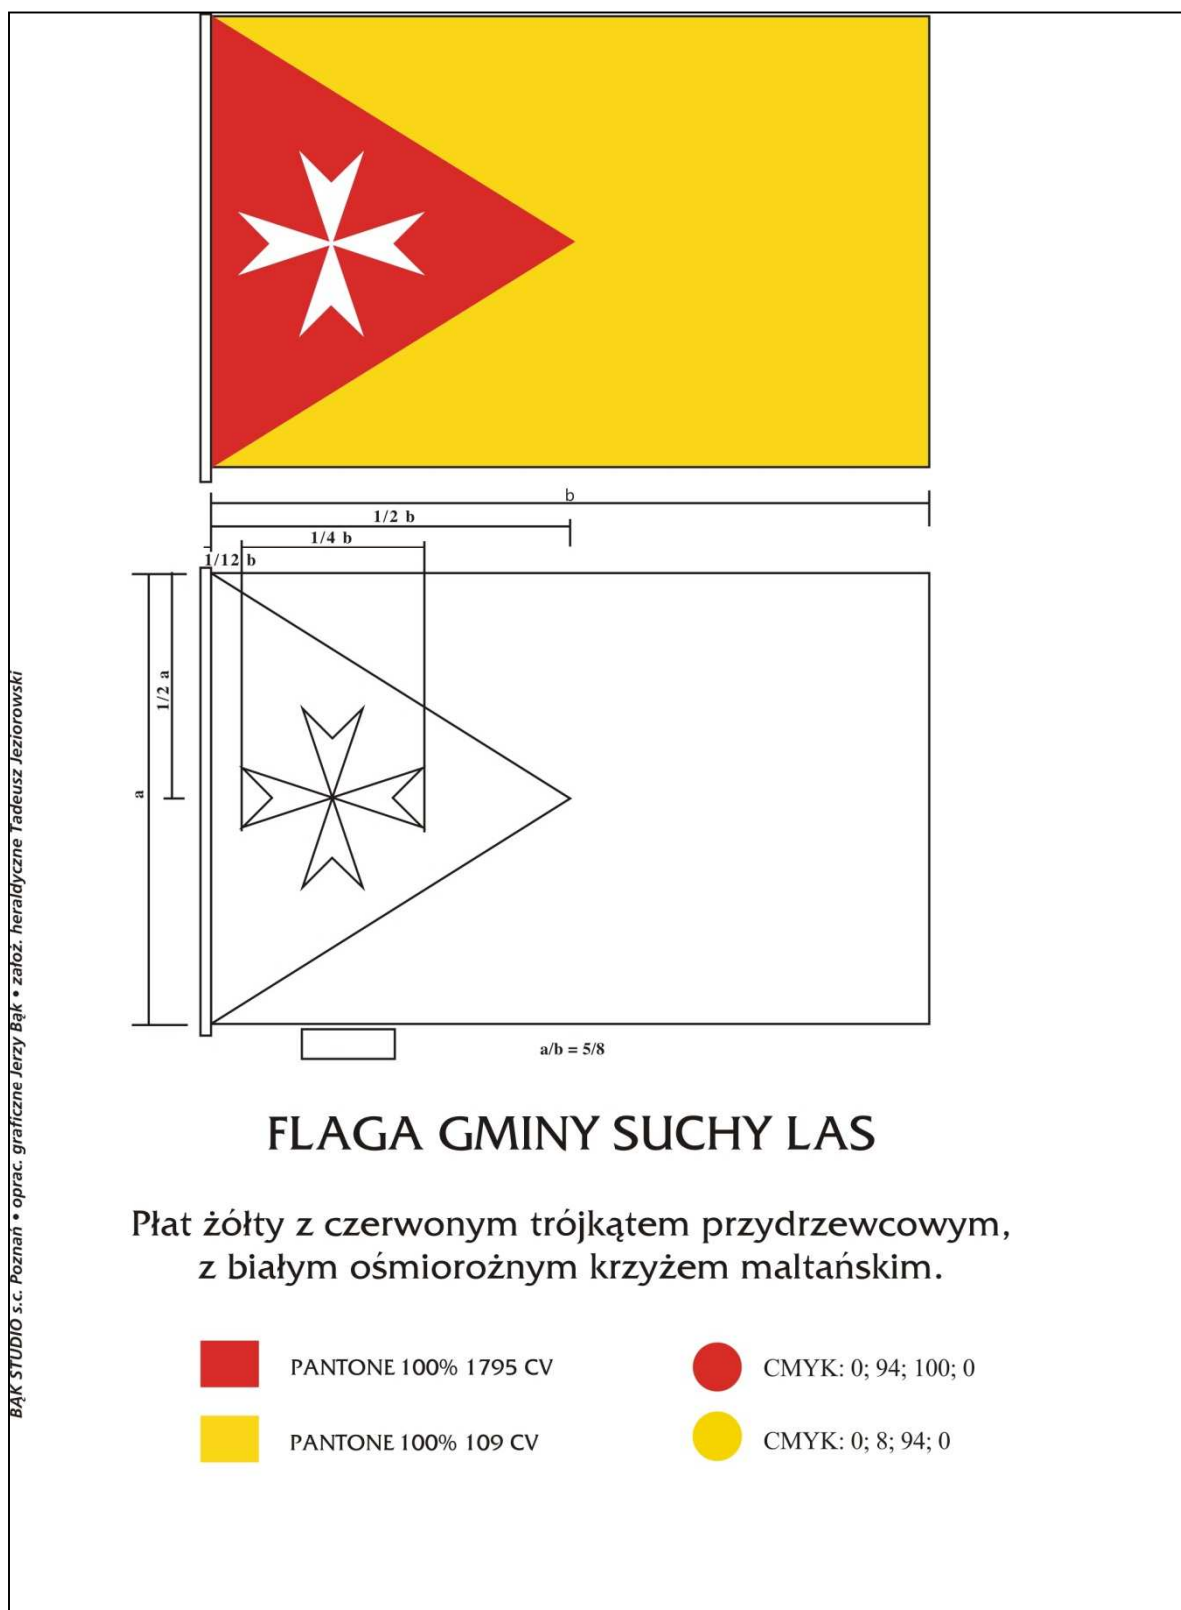 b
1/2 b
1/4 b
1/12 b
1/2 a
a
a/b = 5/8
BĄK STUDIO s.c. Poznań • oprac. graficzne Jerzy Bąk • założ. heraldyczne Tadeusz Jeziorowski
FLAGA GMINY SUCHY LAS
Płat żółty z czerwonym trójkątem przydrzewcowym,
z białym ośmiorożnym krzyżem maltańskim.
PANTONE 100% 1795 CV
CMYK: 0; 94; 100; 0
PANTONE 100% 109 CV
CMYK: 0; 8; 94; 0